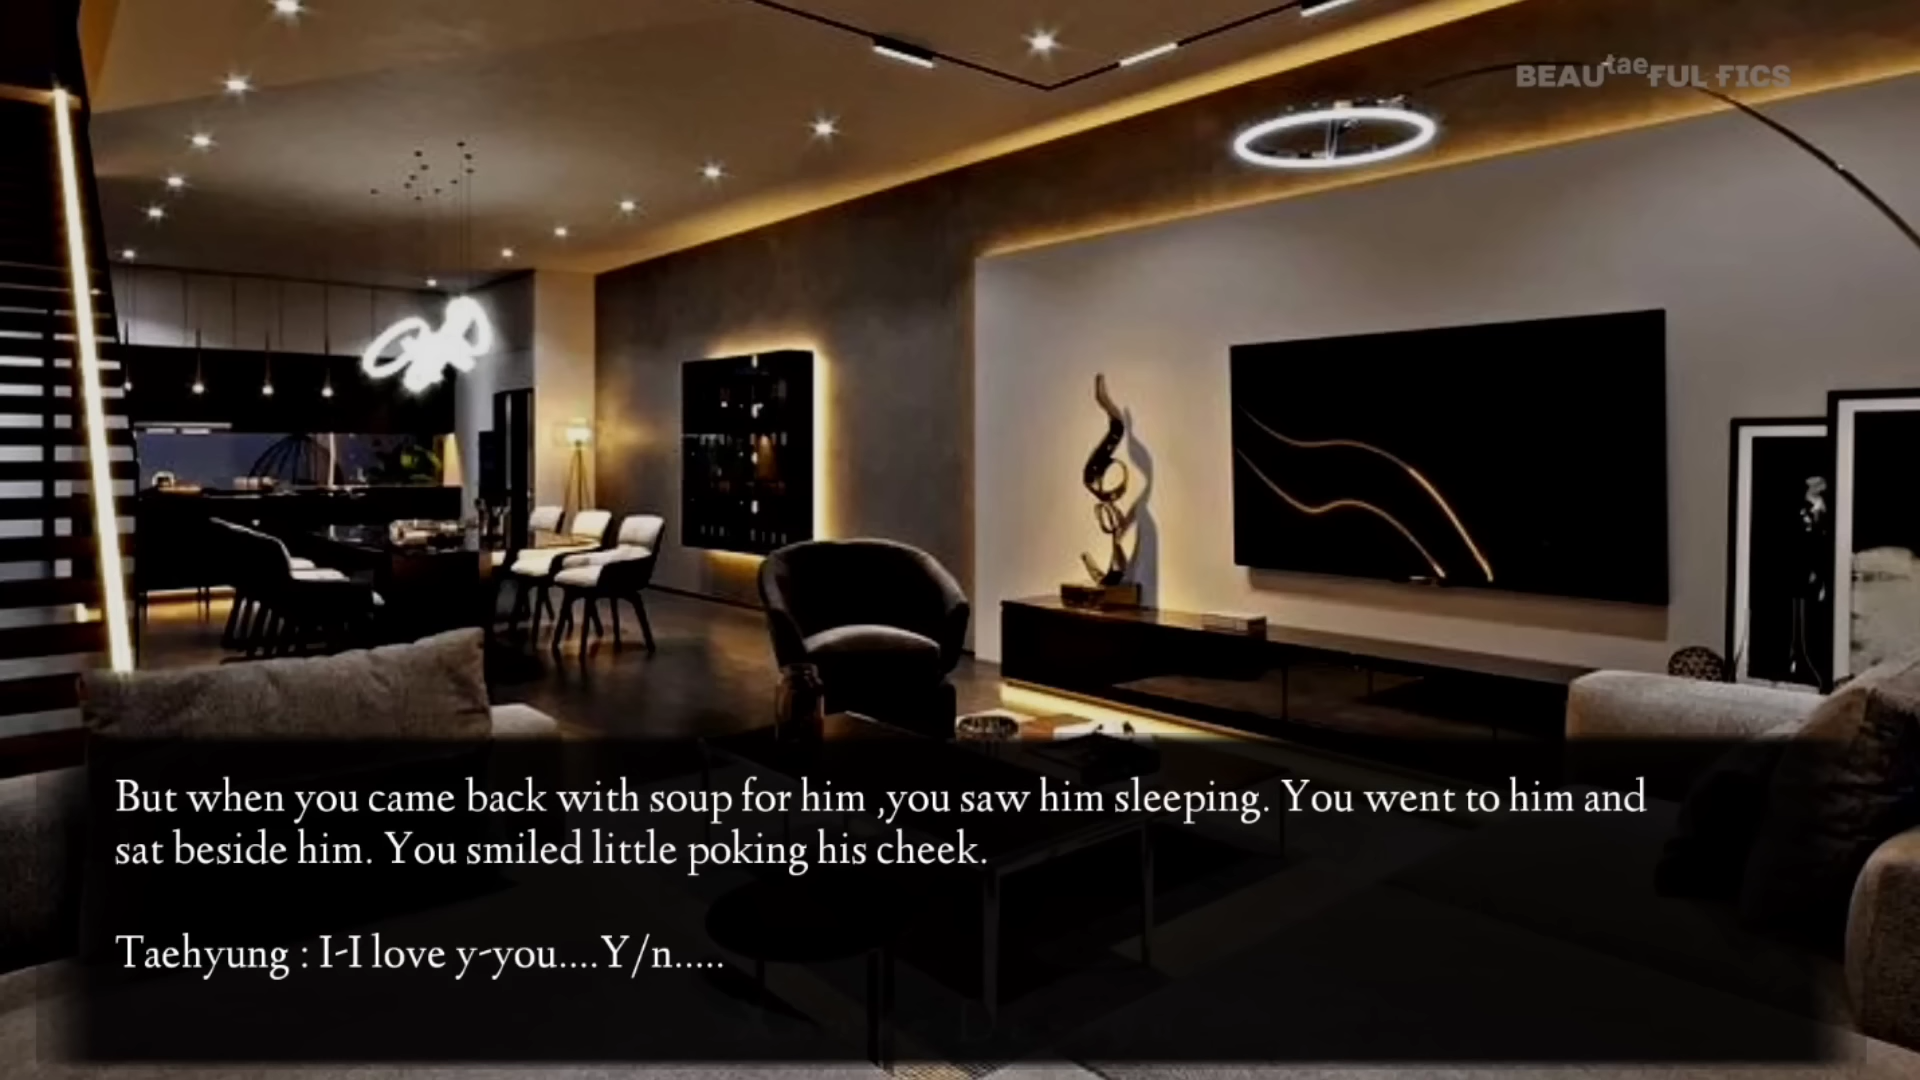 BEAUtaeFUL FICS
But when you came back with soup for him ,you saw him sleeping. You went to him and
sat beside him. You smiled little poking his cheek.
Taehyung : I-I love y-you....Y/n.....